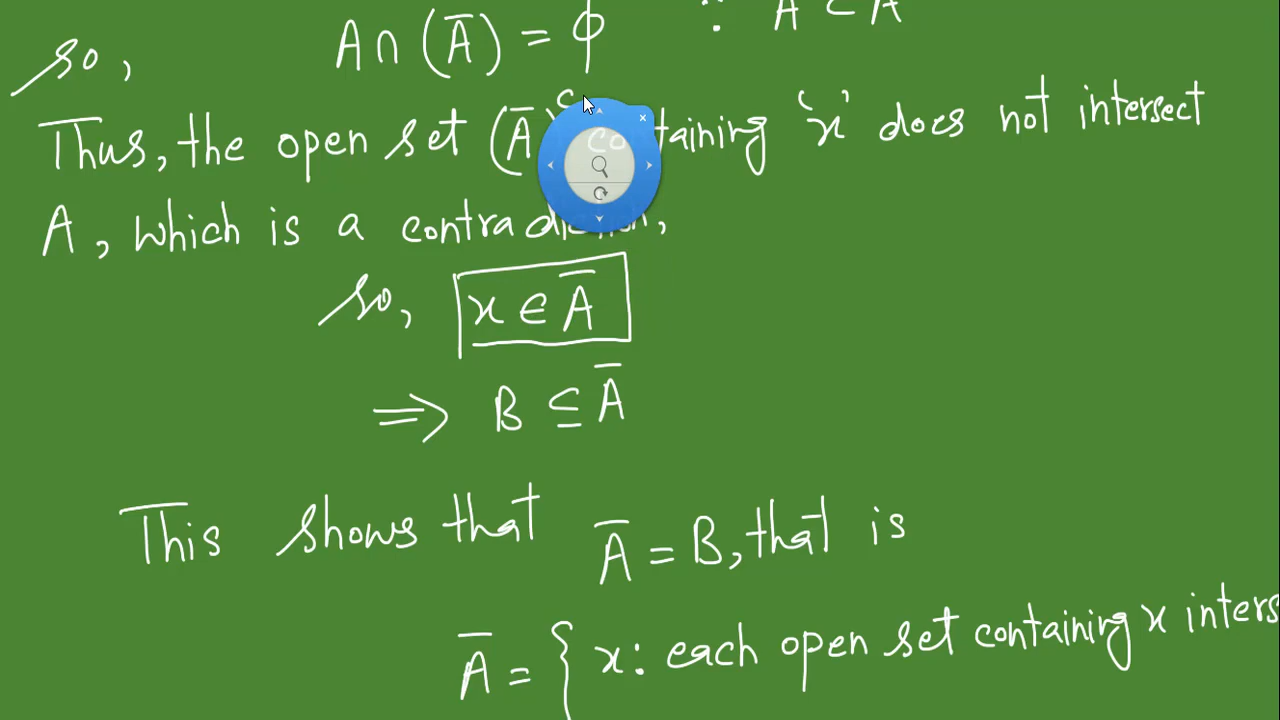 so, A∩(Ā) = ϕ ∵ A ⊂ Ā
Thus, the open set (Ā)ᶜ containing 'x' does not intersect
A, which is a contradiction,
so, x ∈ Ā
⟹ B ⊆ Ā
This shows that Ā = B, that is
Ā = { x: each open set containing x inters